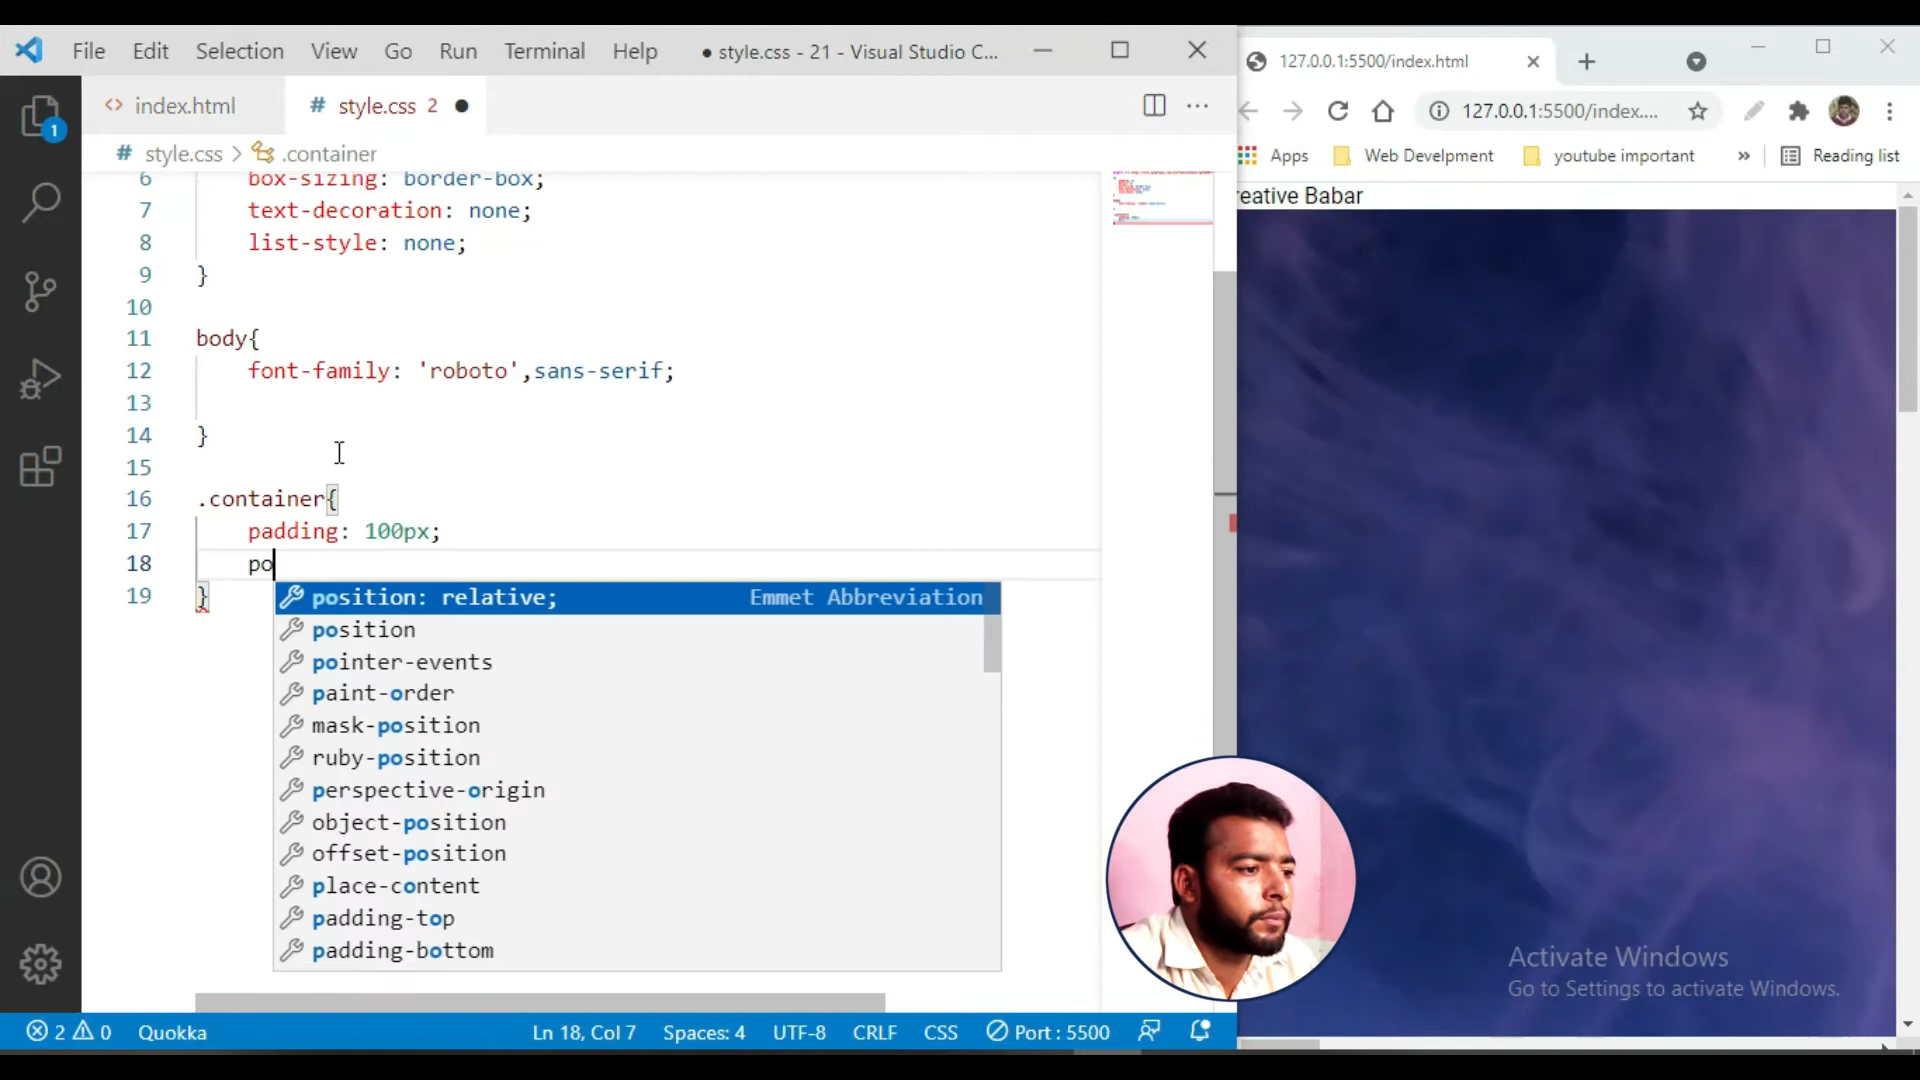 File Edit Selection View Go Run Terminal Help ● style.css - 21 - Visual Studio C...
index.html
# style.css 2 ●
1
# style.css > .container
6 box-sizing: border-box;
7 text-decoration: none;
8 list-style: none;
9 }
10
11 body{
12 font-family: 'roboto',sans-serif;
13
14 }
15
16 .container{
17 padding: 100px;
18 po
19 }
position: relative; Emmet Abbreviation
position
pointer-events
paint-order
mask-position
ruby-position
perspective-origin
object-position
offset-position
place-content
padding-top
padding-bottom
2 0 Quokka Ln 18, Col 7 Spaces: 4 UTF-8 CRLF CSS Port : 5500
127.0.0.1:5500/index.html
127.0.0.1:5500/index....
Apps Web Develpment youtube important » Reading list
reative Babar
Activate Windows
Go to Settings to activate Windows.